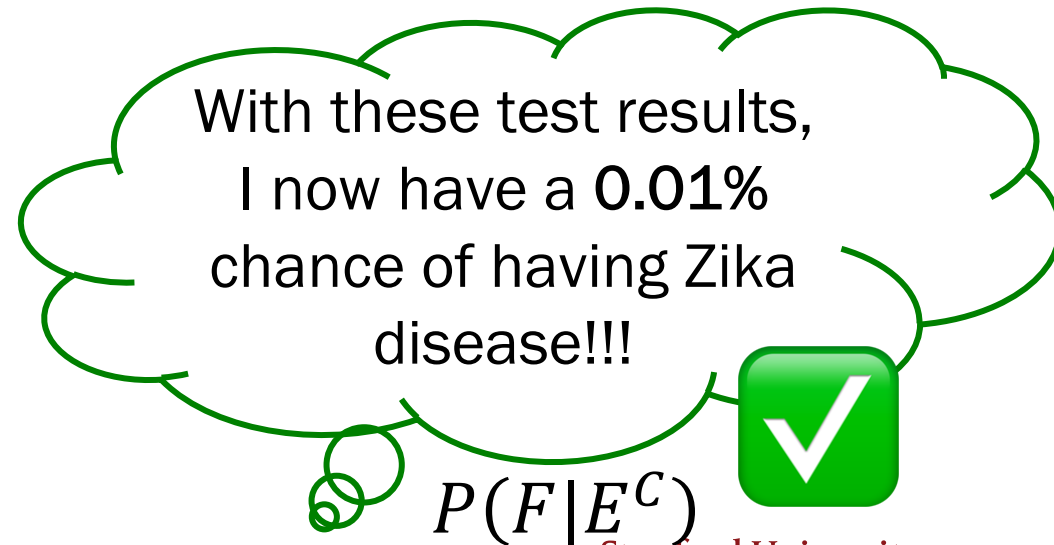 With these test results,
I now have a 0.01%
chance of having Zika
disease!!!
P(F|E^C)